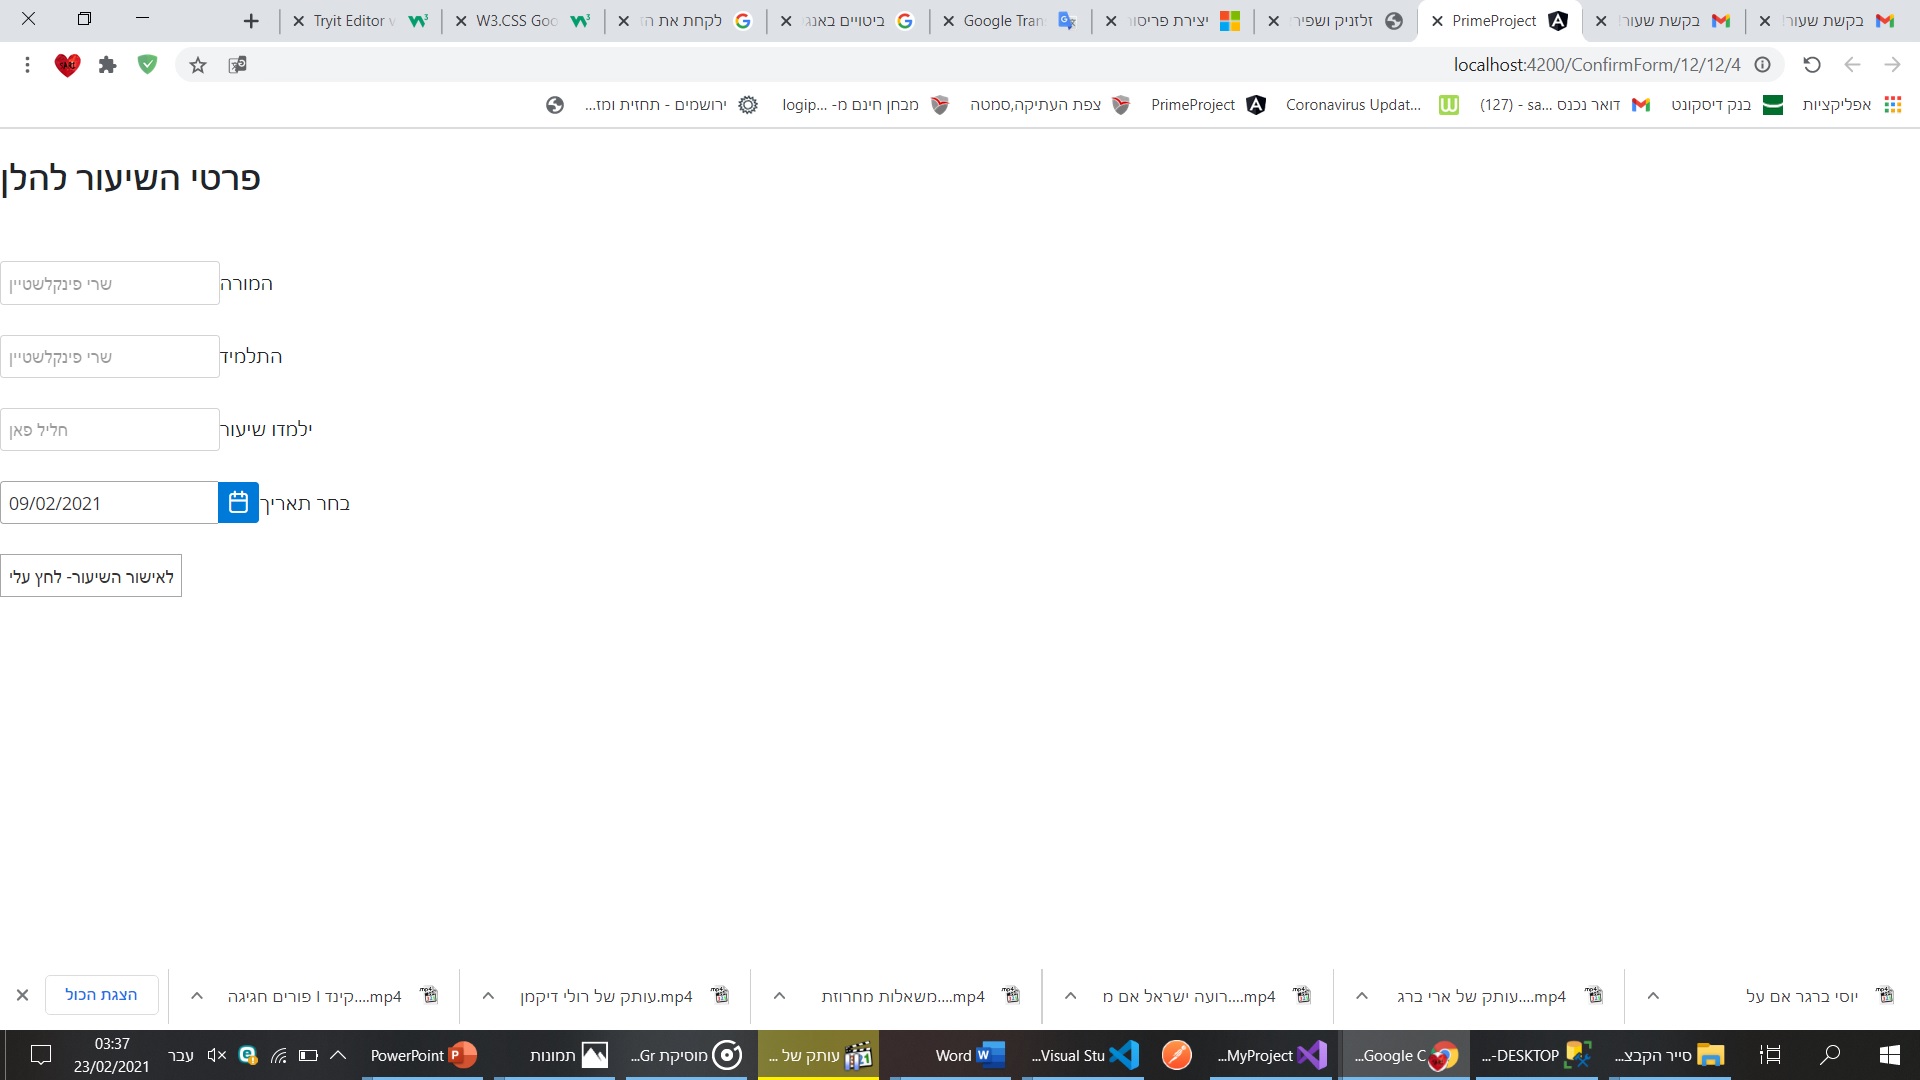 בקשת שעור!
בקשת שעור!
PrimeProject
זלזניק ושפיר
יצירת פריסו
Google Tran
ביטויים באנג
לקחת את הז
W3.CSS Goo
Tryit Editor v
localhost:4200/ConfirmForm/12/12/4
אפליקציות
בנק דיסקונט
דואר נכנס (127) - sa...
Coronavirus Updat...
PrimeProject
צפת העתיקה,סמטה
מבחן חינם מ- logip...
ירושמים - תחזית ומז...
פרטי השיעור להלן
המורה
שרי פינקלשטיין
התלמיד
שרי פינקלשטיין
ילמדו שיעור
חליל פאן
בחר תאריך
09/02/2021
לאישור השיעור- לחץ עלי
יוסי ברגר אם על
עותק של ארי ברג....mp4
רועה ישראל אם מ....mp4
משאלות מחרוזת....mp4
עותק של רולי דיקמן.mp4
קינד l פורים חגיגה....mp4
הצגת הכול
סייר הקבצ...
DESKTOP-...
Google C...
MyProject...
Visual Stu...
Word
עותק של ...
מוסיקת Gr...
תמונות
PowerPoint
עבר
03:37
23/02/2021